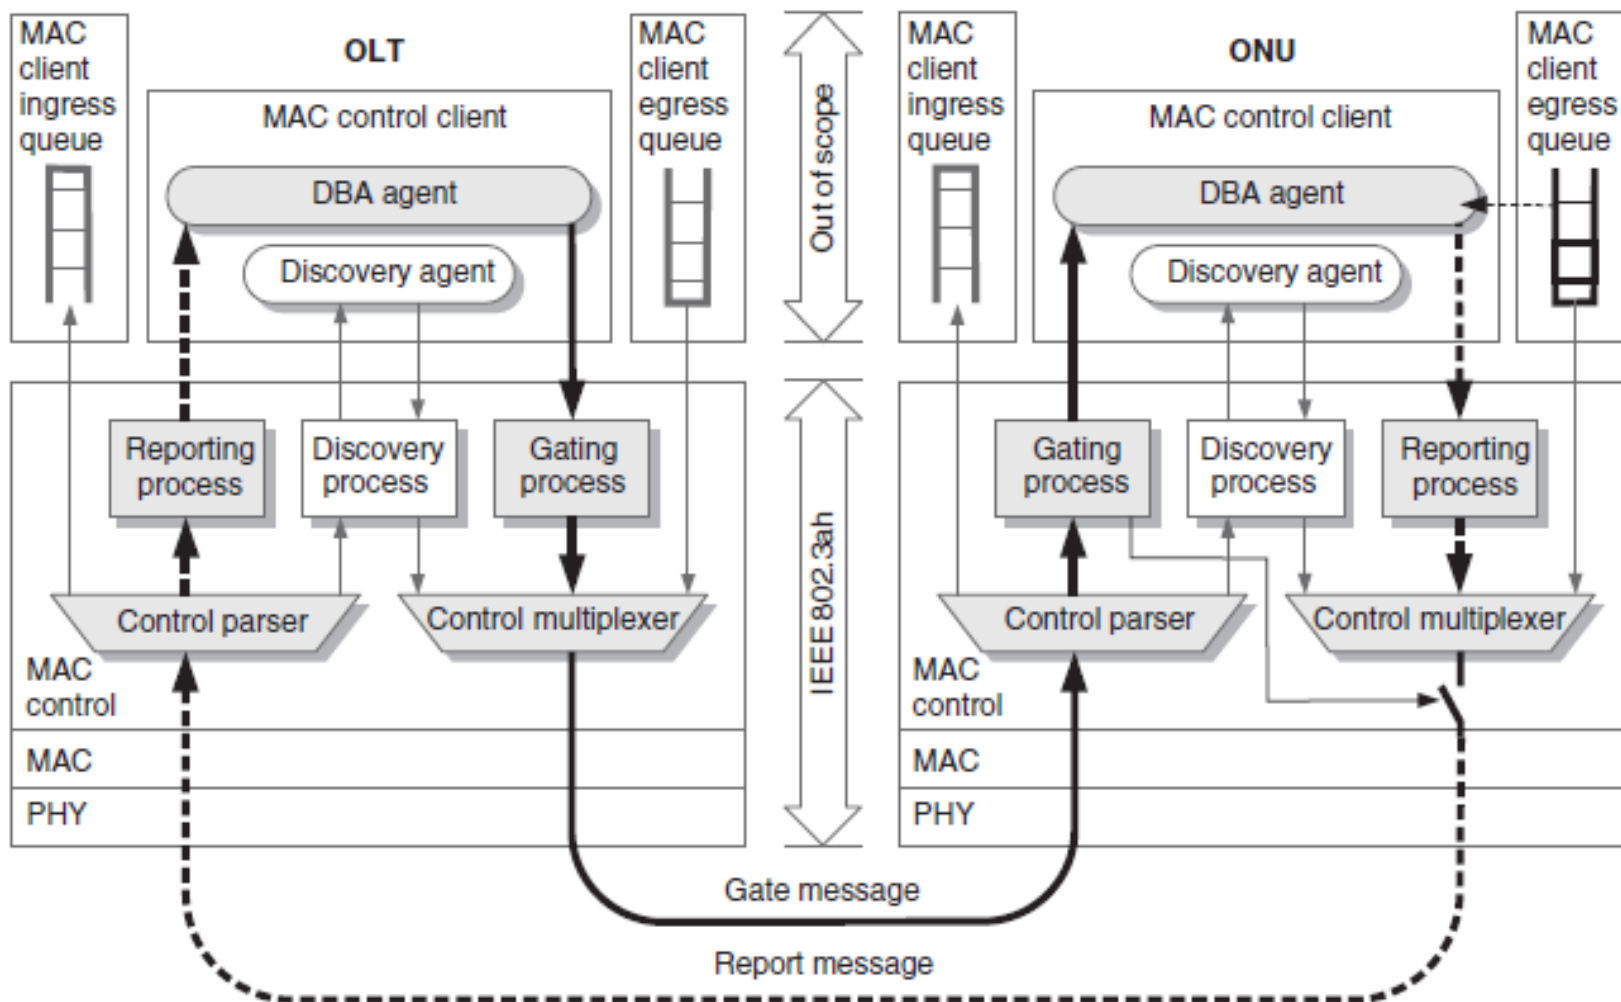 MAC
client
ingress
queue
OLT
MAC control client
DBA agent
Discovery agent
MAC
client
egress
queue
Reporting
process
Discovery
process
Gating
process
Control parser
Control multiplexer
MAC
control
MAC
PHY
Out of scope
IEEE 802.3ah
MAC
client
ingress
queue
ONU
MAC control client
DBA agent
Discovery agent
MAC
client
egress
queue
Gating
process
Discovery
process
Reporting
process
Control parser
Control multiplexer
MAC
control
MAC
PHY
Gate message
Report message